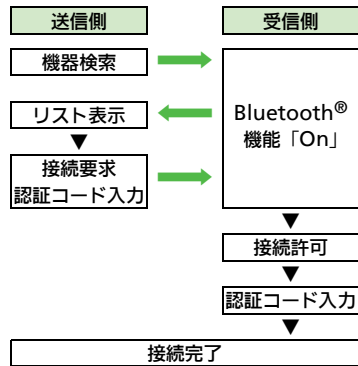 送信側
受信側
機器検索
リスト表示
▼
接続要求
認証コード入力
Bluetooth®
機能「On」
▼
接続許可
▼
認証コード入力
▼
接続完了